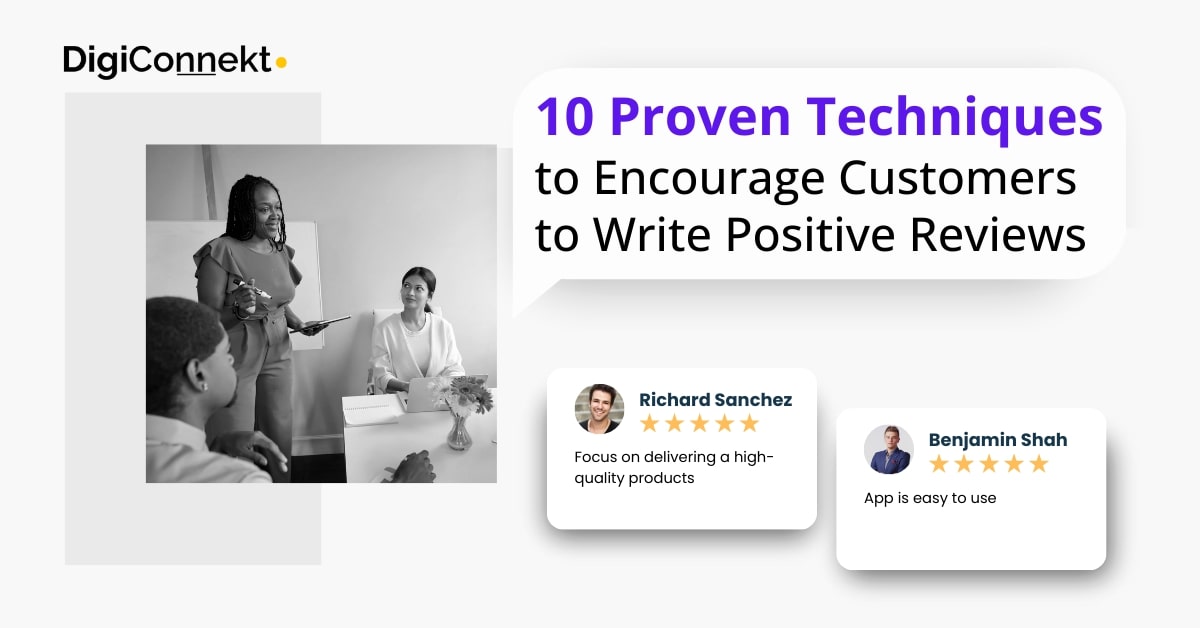 DigiConnekt
10 Proven Techniques
to Encourage Customers
to Write Positive Reviews
Richard Sanchez
Focus on delivering a high-
quality products
Benjamin Shah
App is easy to use